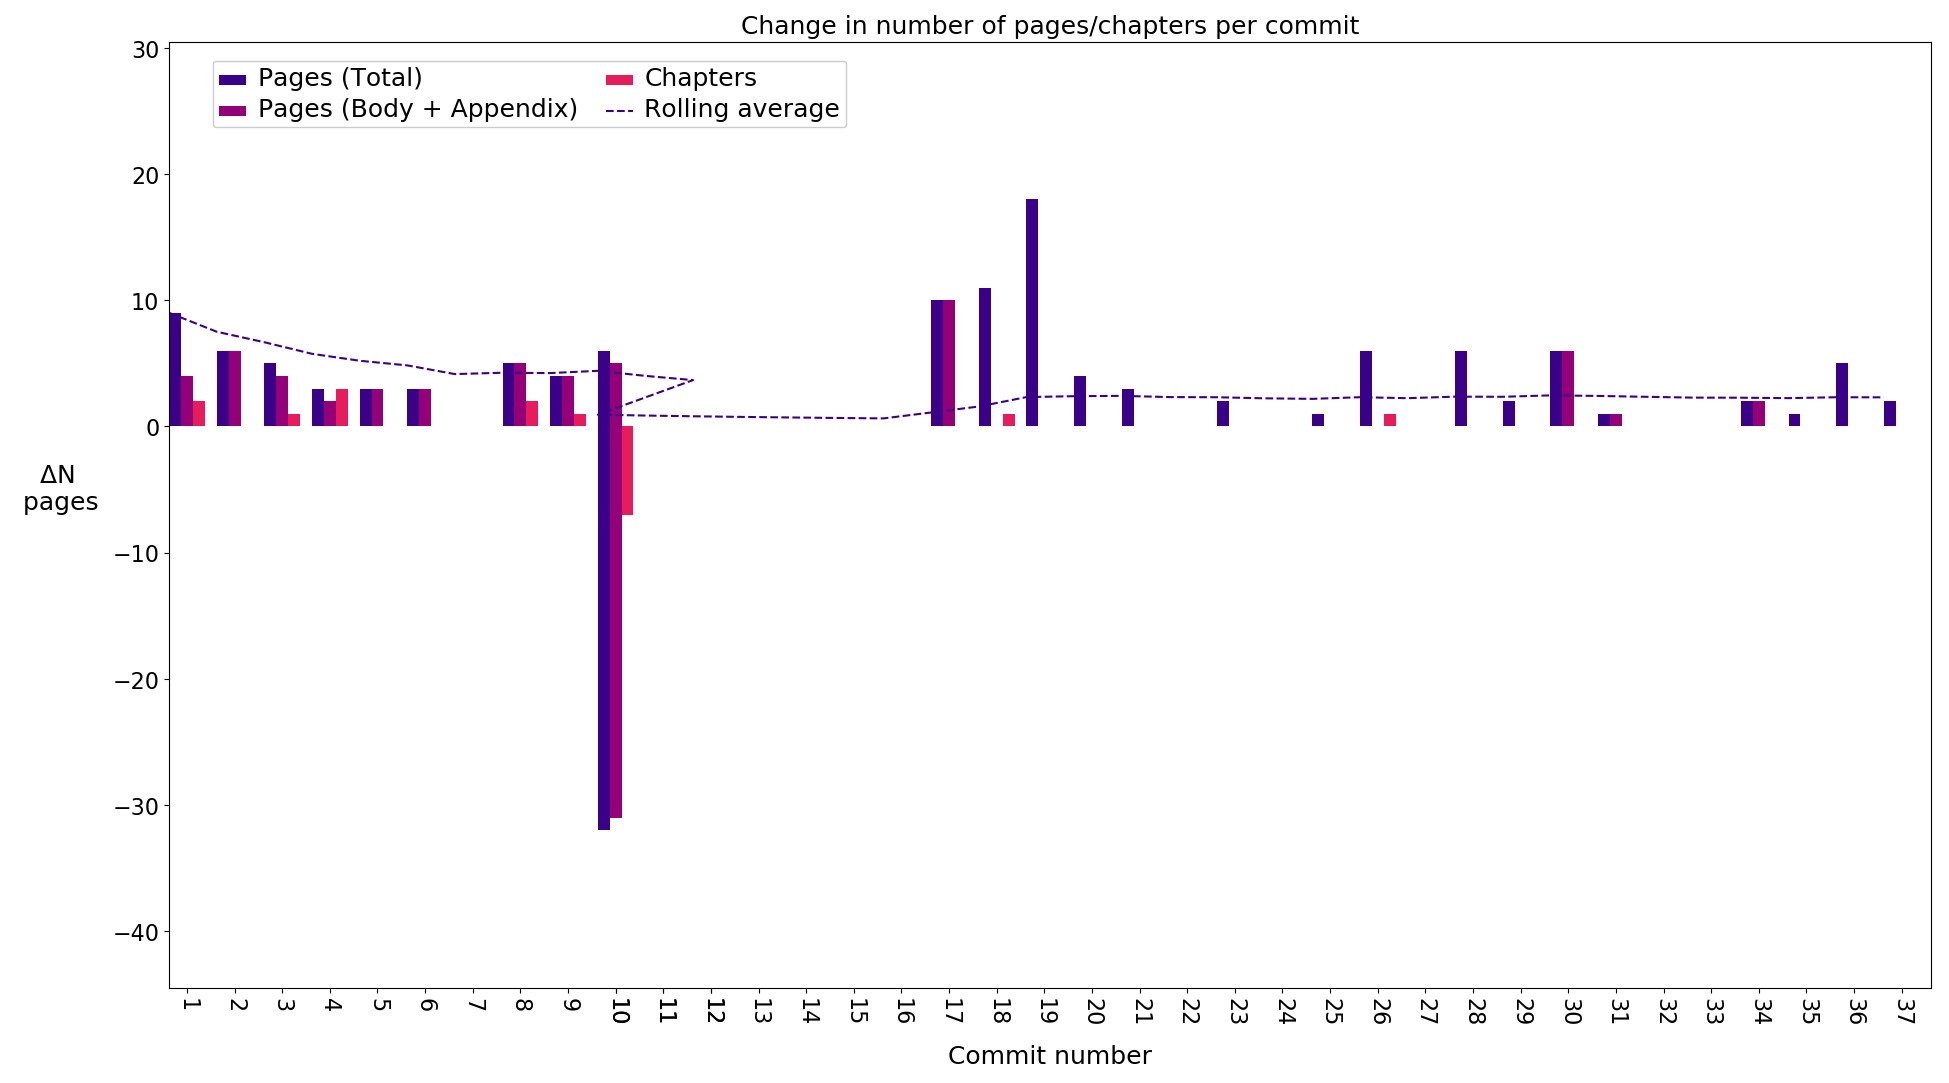 Change in number of pages/chapters per commit
Pages (Total)
Pages (Body + Appendix)
Chapters
Rolling average
30
20
10
0
−10
−20
−30
−40
ΔN
pages
1 2 3 4 5 6 7 8 9 10 11 12 13 14 15 16 17 18 19 20 21 22 23 24 25 26 27 28 29 30 31 32 33 34 35 36 37
Commit number